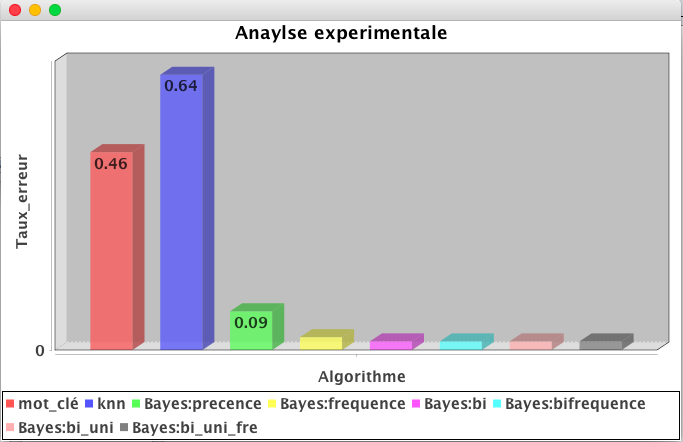 Anaylse experimentale
0.64
0.46
0.09
Taux_erreur
0
Algorithme
mot_clé knn Bayes:precence Bayes:frequence Bayes:bi Bayes:bifrequence
Bayes:bi_uni Bayes:bi_uni_fre